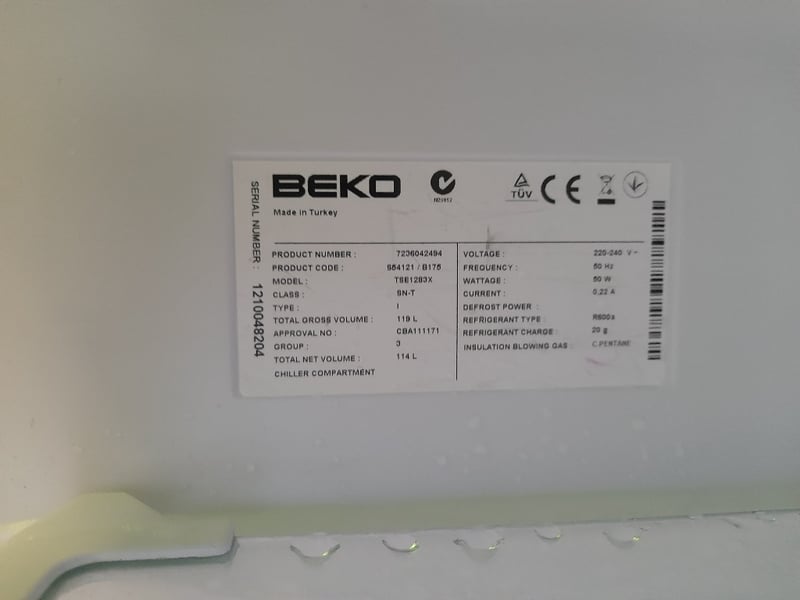 BEKO
N21952
TÜV
CE
Made in Turkey
SERIAL NUMBER : 1210048204
PRODUCT NUMBER : 7236042494
PRODUCT CODE : 554121 / B175
MODEL : TSE1283X
CLASS : SN-T
TYPE : I
TOTAL GROSS VOLUME : 119 L
APPROVAL NO : CBA111171
GROUP : 3
TOTAL NET VOLUME : 114 L
CHILLER COMPARTMENT
VOLTAGE : 220-240 V~
FREQUENCY : 50 Hz
WATTAGE : 50 W
CURRENT : 0,22 A
DEFROST POWER :
REFRIGERANT TYPE : R600a
REFRIGERANT CHARGE : 20 g
INSULATION BLOWING GAS : C.PENTANE